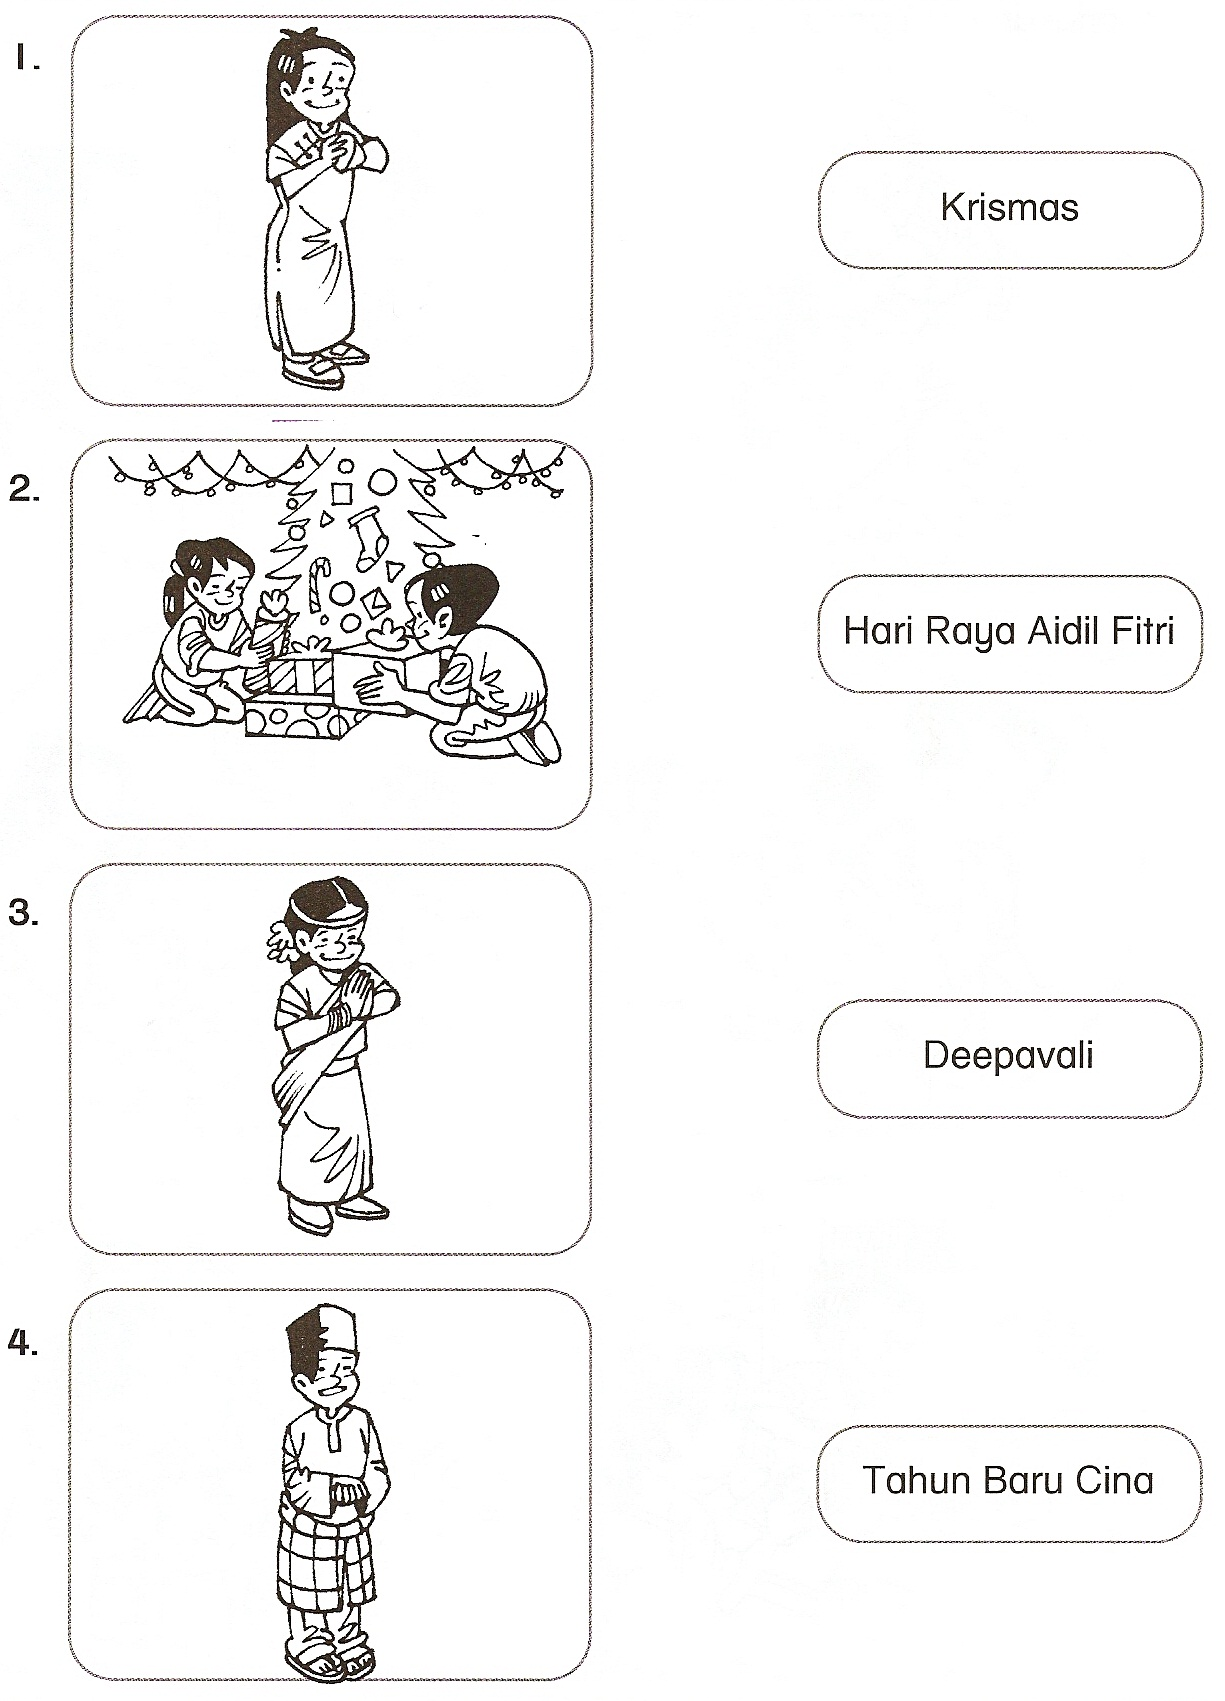 1.
Krismas
2.
Hari Raya Aidil Fitri
3.
Deepavali
4.
Tahun Baru Cina